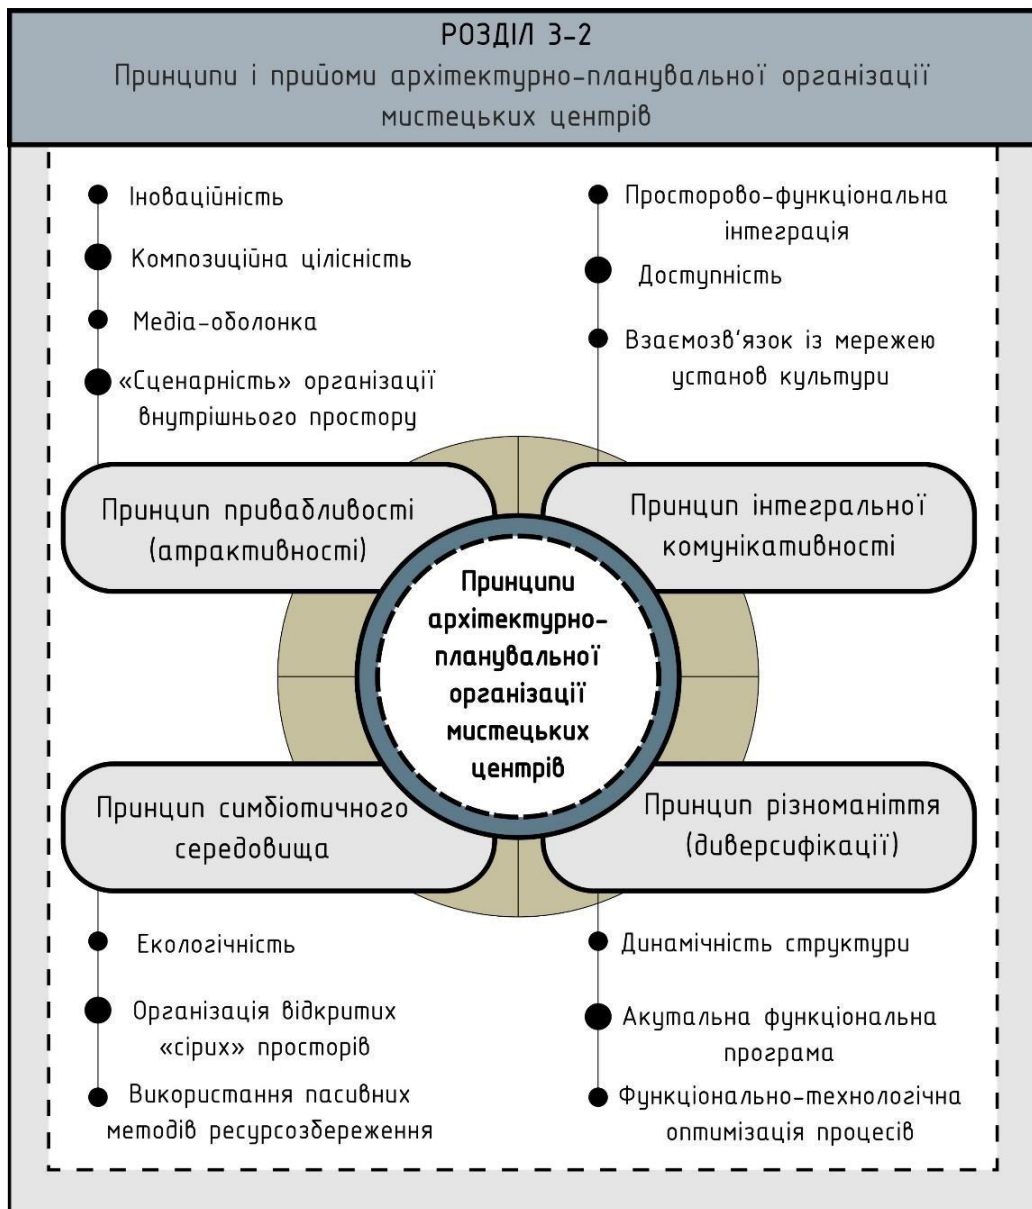 РОЗДІЛ 3-2
Принципи і прийоми архітектурно-планувальної організації
мистецьких центрів
Іноваційність
Композиційна цілісність
Медіа-оболонка
«Сценарність» організації
внутрішнього простору
Просторово-функціональна
інтеграція
Доступність
Взаємозв'язок із мережею
установ культури
Принцип привабливості
(атрактивності)
Принцип інтегральної
комунікативності
Принципи
архітектурно-
планувальної
організації
мистецьких
центрів
Принцип симбіотичного
середовища
Принцип різноманіття
(диверсифікації)
Екологічність
Організація відкритих
«сірих» просторів
Використання пасивних
методів ресурсозбереження
Динамічність структури
Акутальна функціональна
програма
Функціонально-технологічна
оптимізація процесів